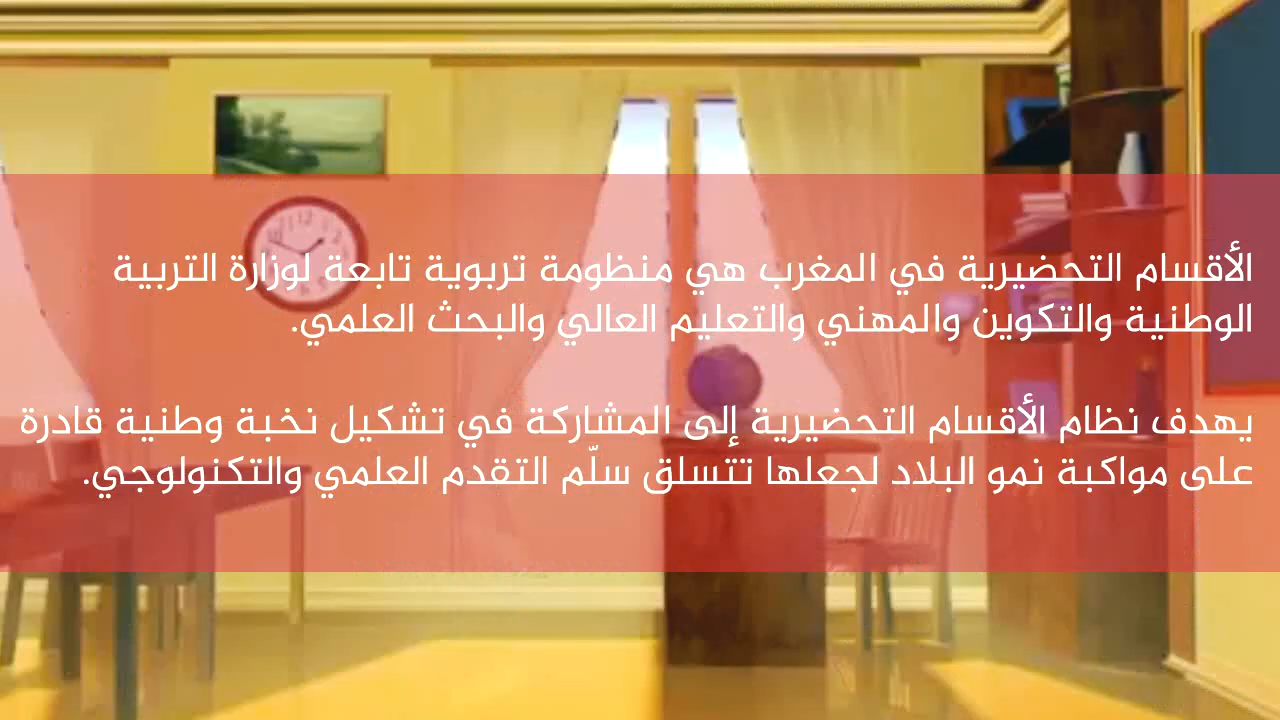 الأقسام التحضيرية في المغرب هي منظومة تربوية تابعة لوزارة التربية
الوطنية والتكوين والمهني والتعليم العالي والبحث العلمي.
يهدف نظام الأقسام التحضيرية إلى المشاركة في تشكيل نخبة وطنية قادرة
على مواكبة نمو البلاد لجعلها تتسلق سلّم التقدم العلمي والتكنولوجي.